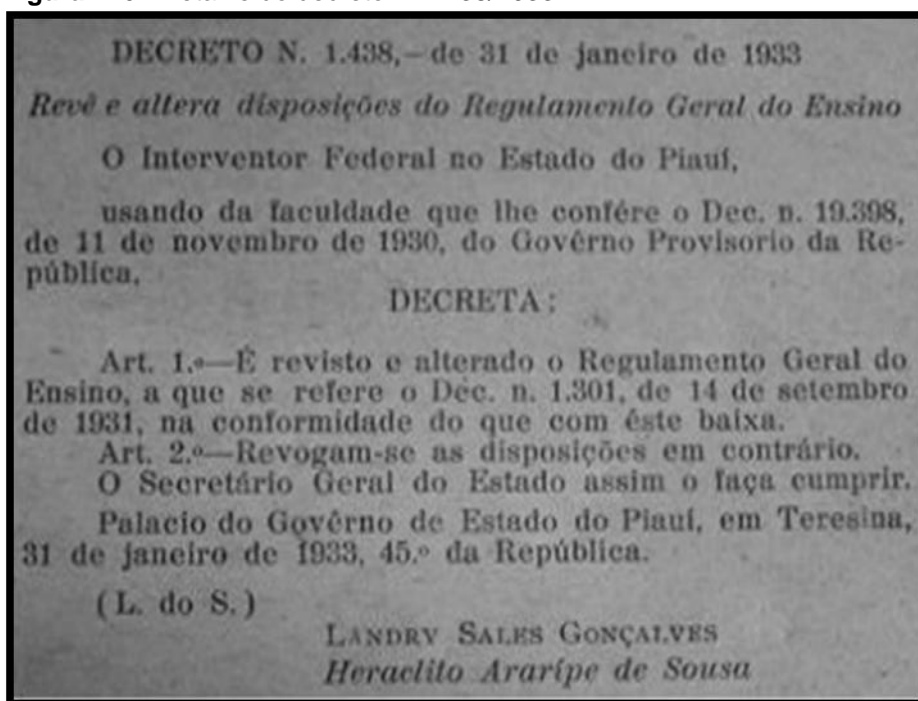 DECRETO N. 1.438,—de 31 de janeiro de 1933
Revê e altera disposições do Regulamento Geral do Ensino
O Interventor Federal no Estado do Piauí,
usando da faculdade que lhe confére o Dec. n. 19.398,
de 11 de novembro de 1930, do Govêrno Provisorio da Re-
pública,
DECRETA:
Art. 1.º—É revisto e alterado o Regulamento Geral do
Ensino, a que se refere o Dec. n. 1.301, de 14 de setembro
de 1931, na conformidade do que com êste baixa.
Art. 2.º—Revogam-se as disposições em contrário.
O Secretário Geral do Estado assim o faça cumprir.
Palacio do Govêrno de Estado do Piauí, em Teresina,
31 de janeiro de 1933, 45.º da República.
(L. do S.)
LANDRY SALES GONÇALVES
Heraclito Ararípe de Sousa